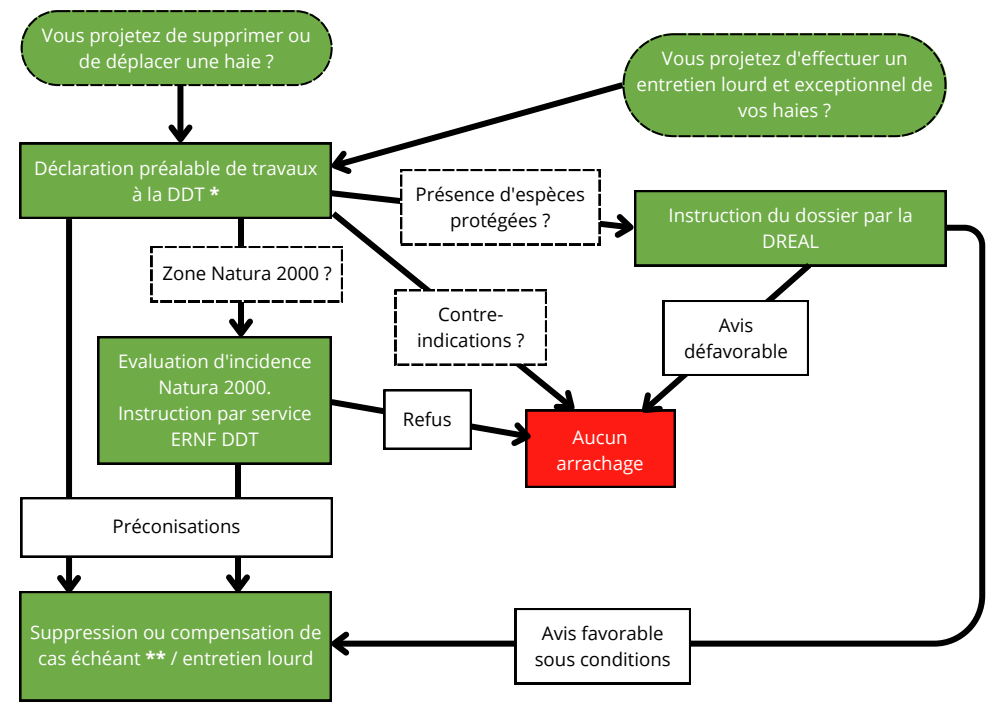 Vous projetez de supprimer ou
de déplacer une haie ?
Vous projetez d'effectuer un
entretien lourd et exceptionnel de
vos haies ?
Déclaration préalable de travaux
à la DDT *
Présence d'espèces
protégées ?
Instruction du dossier par la
DREAL
Zone Natura 2000 ?
Contre-
indications ?
Avis
défavorable
Evaluation d'incidence
Natura 2000.
Instruction par service
ERNF DDT
Refus
Aucun
arrachage
Préconisations
Suppression ou compensation de
cas échéant ** / entretien lourd
Avis favorable
sous conditions